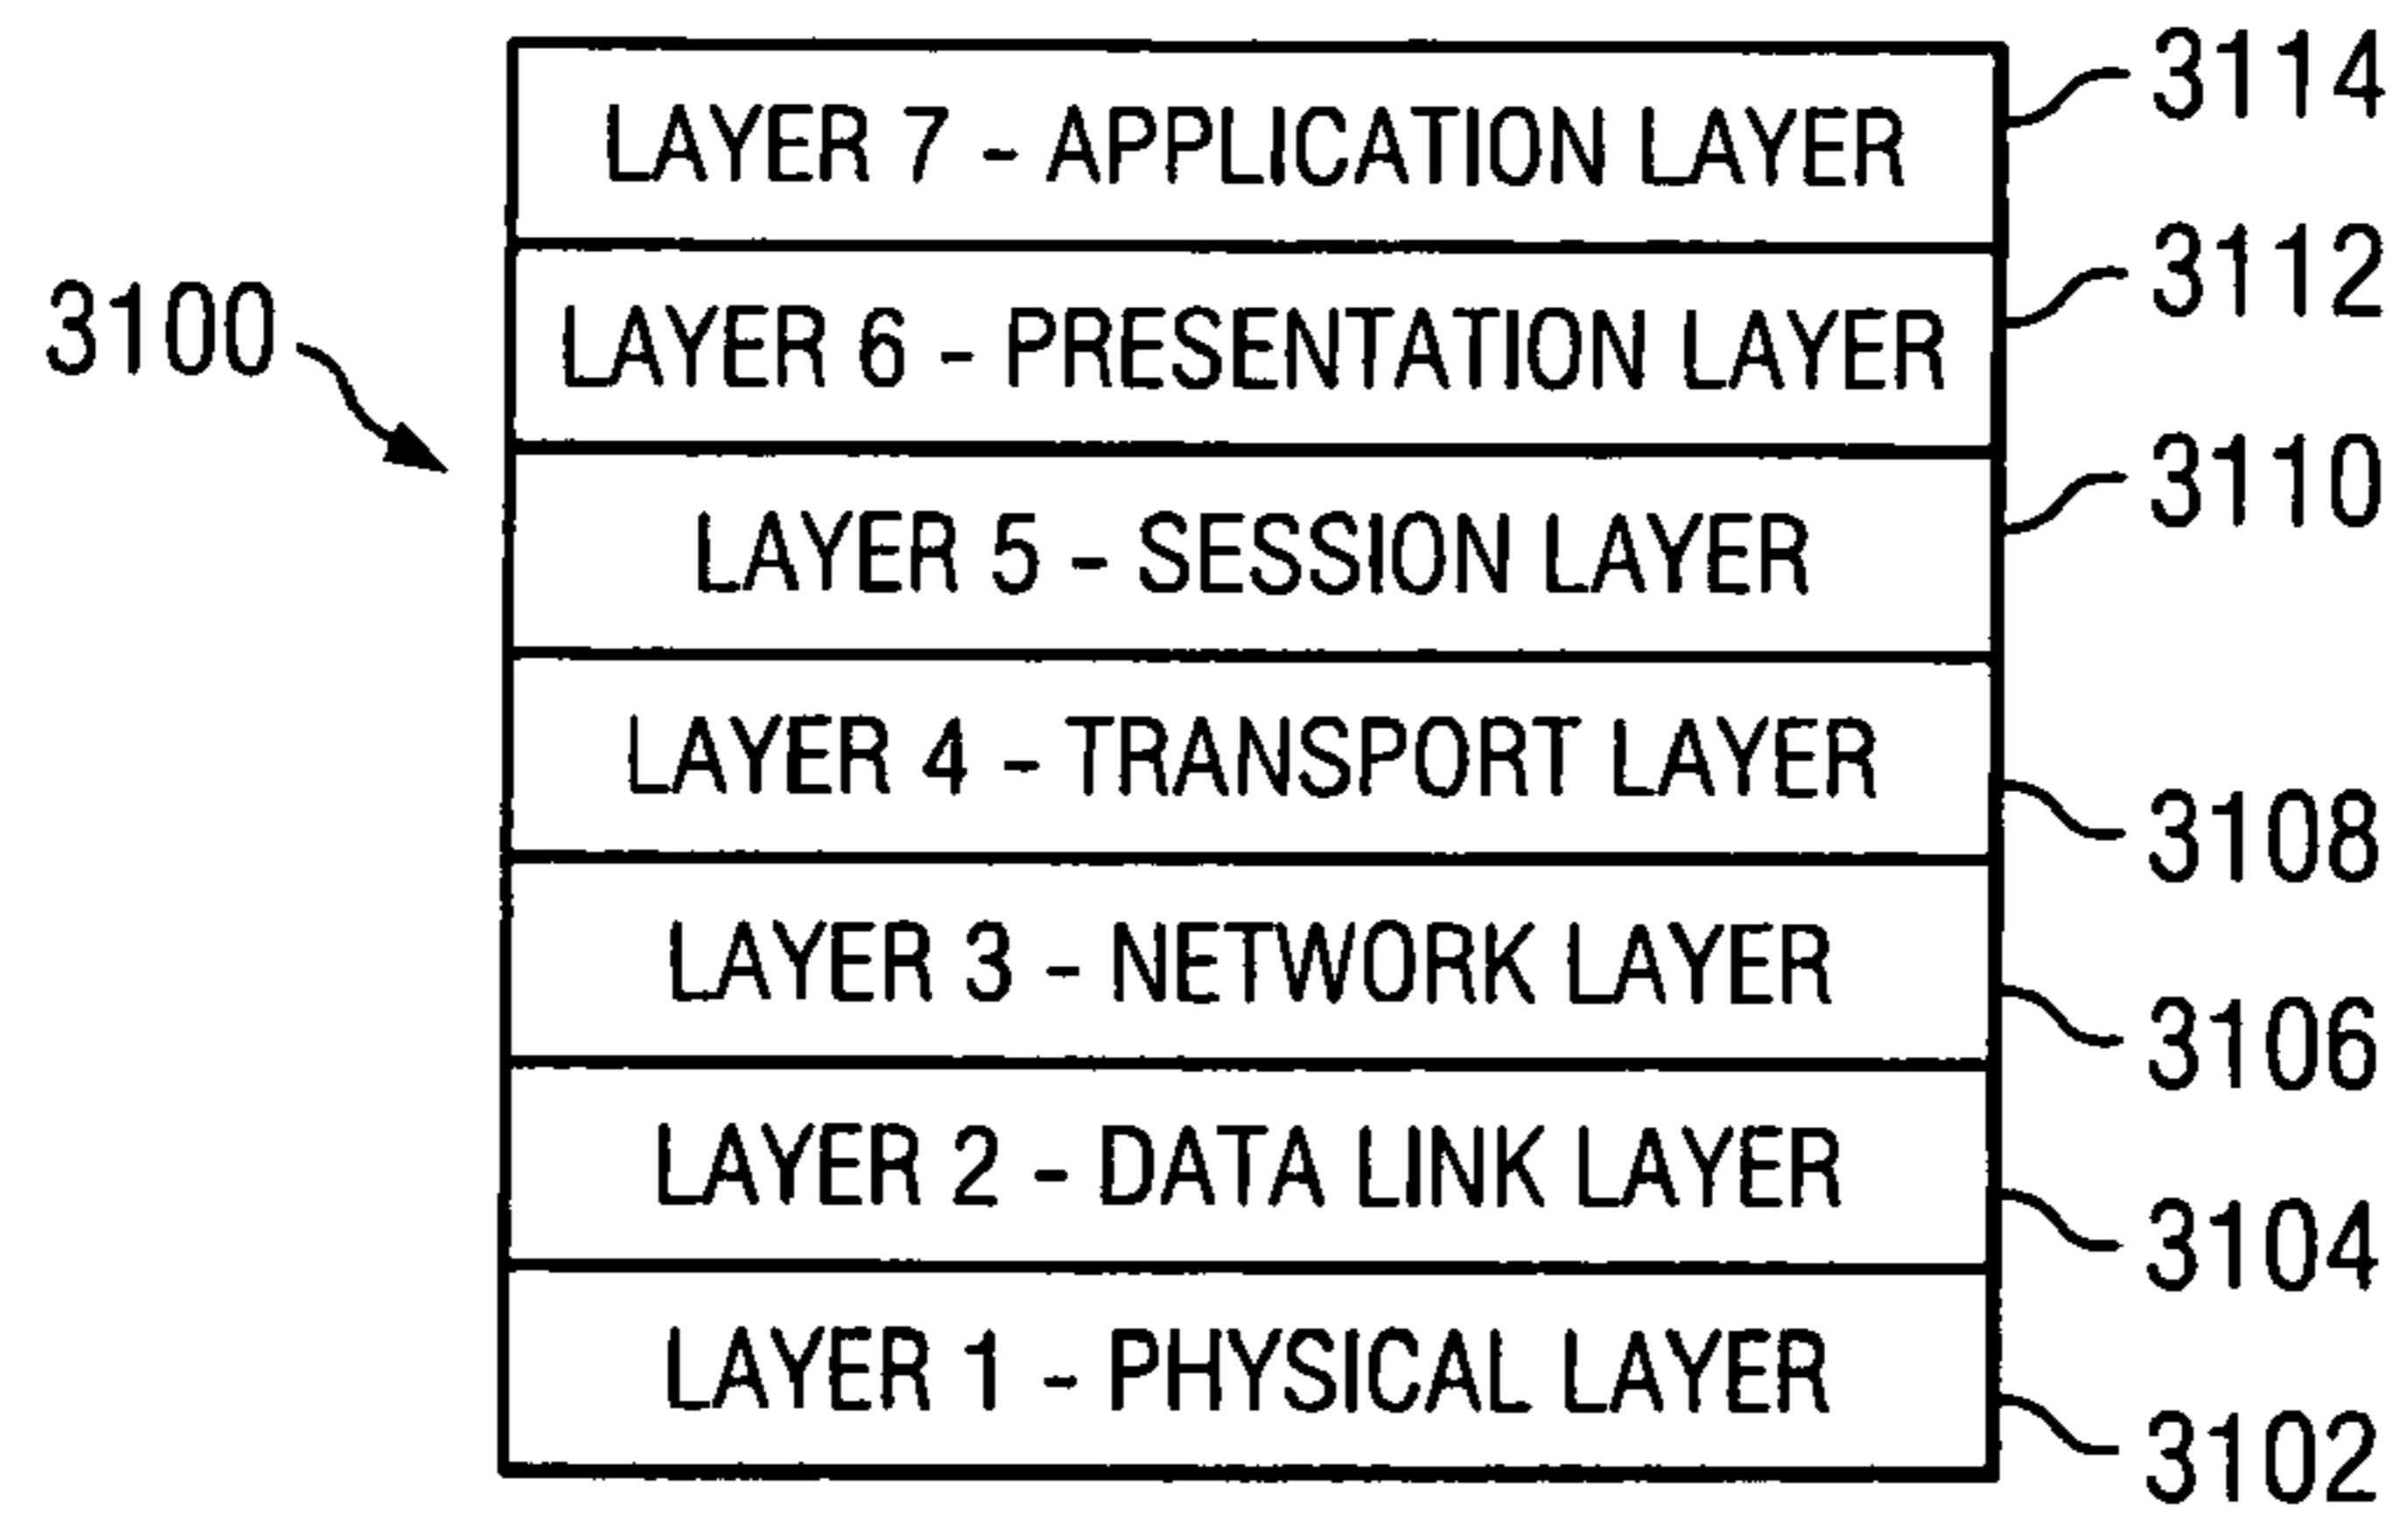 LAYER 7 - APPLICATION LAYER 3114
LAYER 6 - PRESENTATION LAYER 3112
3100
LAYER 5 - SESSION LAYER 3110
LAYER 4 - TRANSPORT LAYER 3108
LAYER 3 - NETWORK LAYER 3106
LAYER 2 - DATA LINK LAYER 3104
LAYER 1 - PHYSICAL LAYER 3102